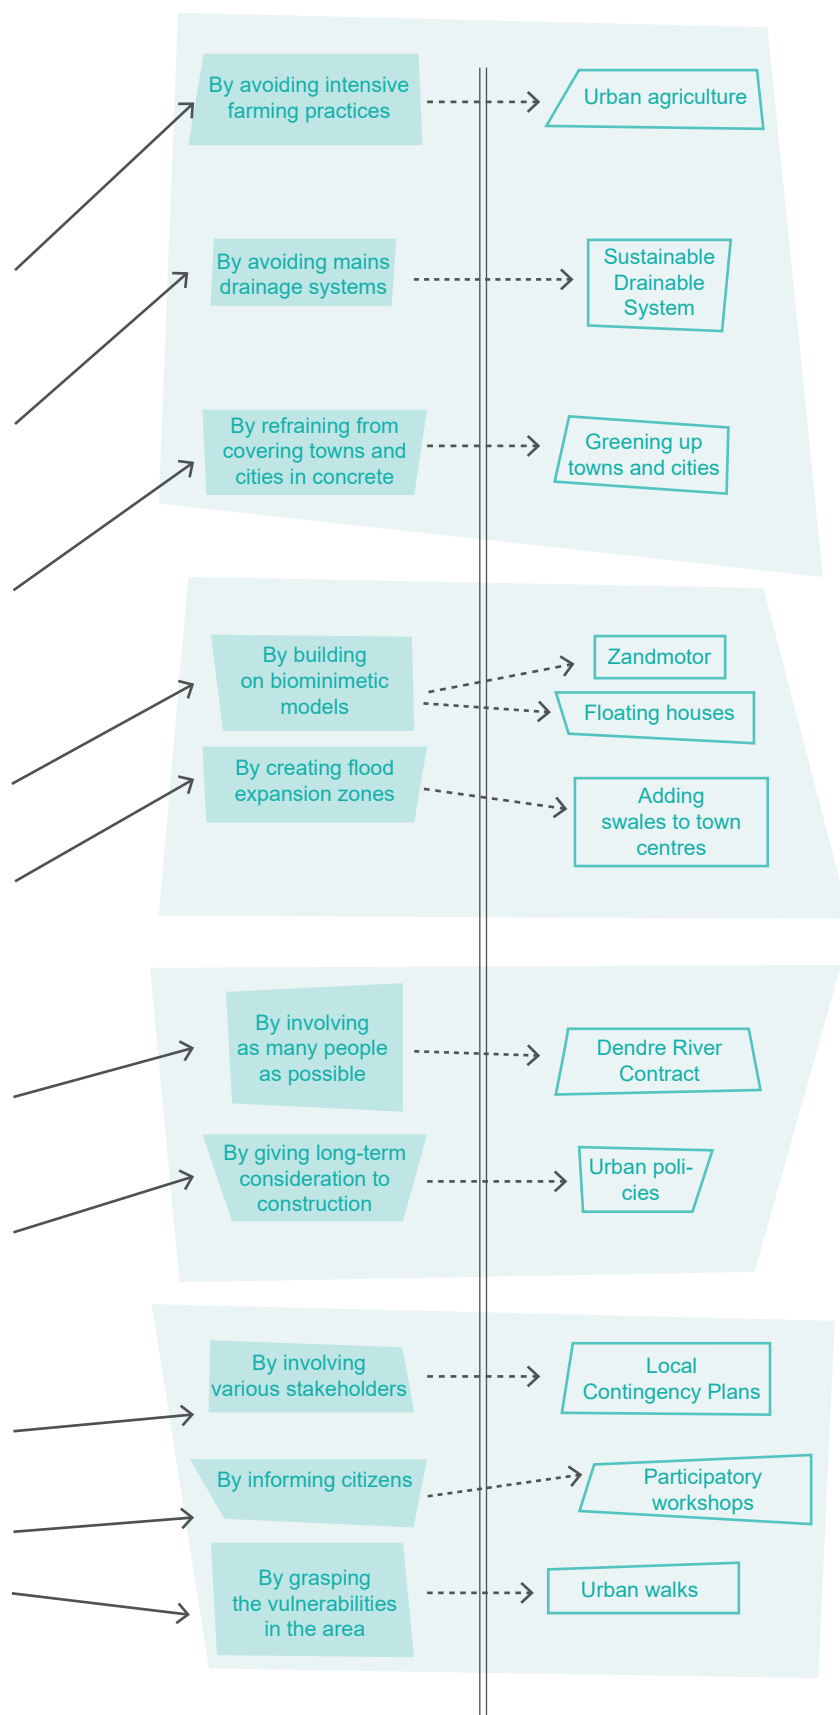 By avoiding intensive
farming practices
Urban agriculture
By avoiding mains
drainage systems
Sustainable
Drainable
System
By refraining from
covering towns and
cities in concrete
Greening up
towns and cities
By building
on biominimetic
models
Zandmotor
Floating houses
By creating flood
expansion zones
Adding
swales to town
centres
By involving
as many people
as possible
Dendre River
Contract
By giving long-term
consideration to
construction
Urban poli-
cies
By involving
various stakeholders
Local
Contingency Plans
By informing citizens
Participatory
workshops
By grasping
the vulnerabilities
in the area
Urban walks